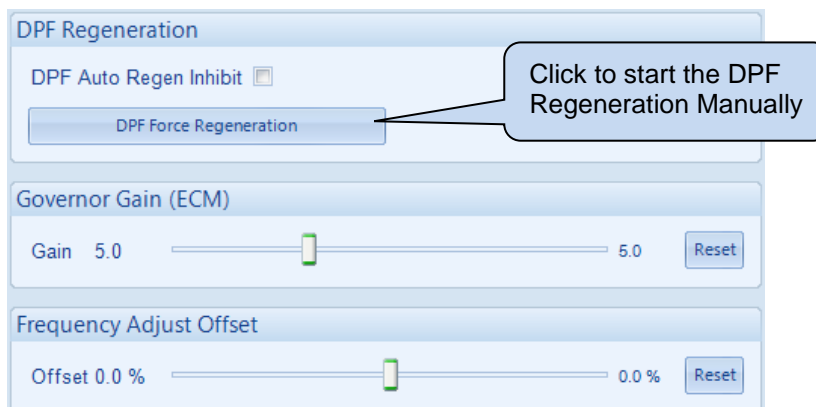 DPF Regeneration
DPF Auto Regen Inhibit
Click to start the DPF
Regeneration Manually
DPF Force Regeneration
Governor Gain (ECM)
Gain 5.0 5.0 Reset
Frequency Adjust Offset
Offset 0.0 % 0.0 % Reset